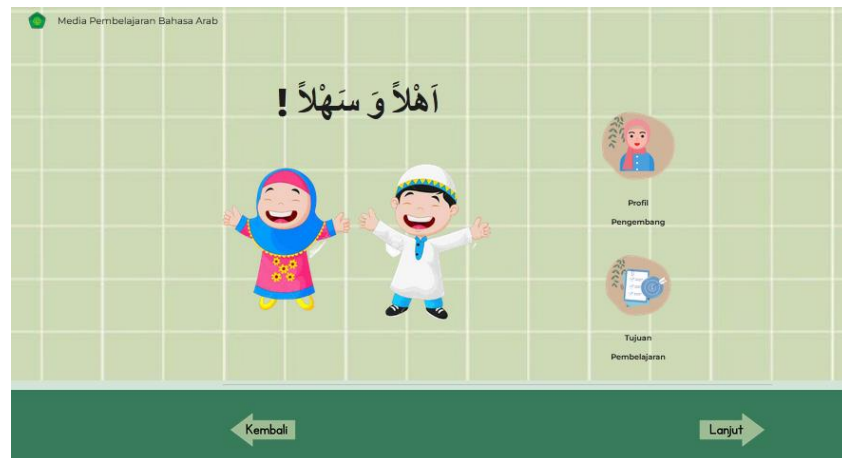 Media Pembelajaran Bahasa Arab
اَهْلاً وَ سَهْلاً !
Profil
Pengembang
Tujuan
Pembelajaran
Kembali
Lanjut